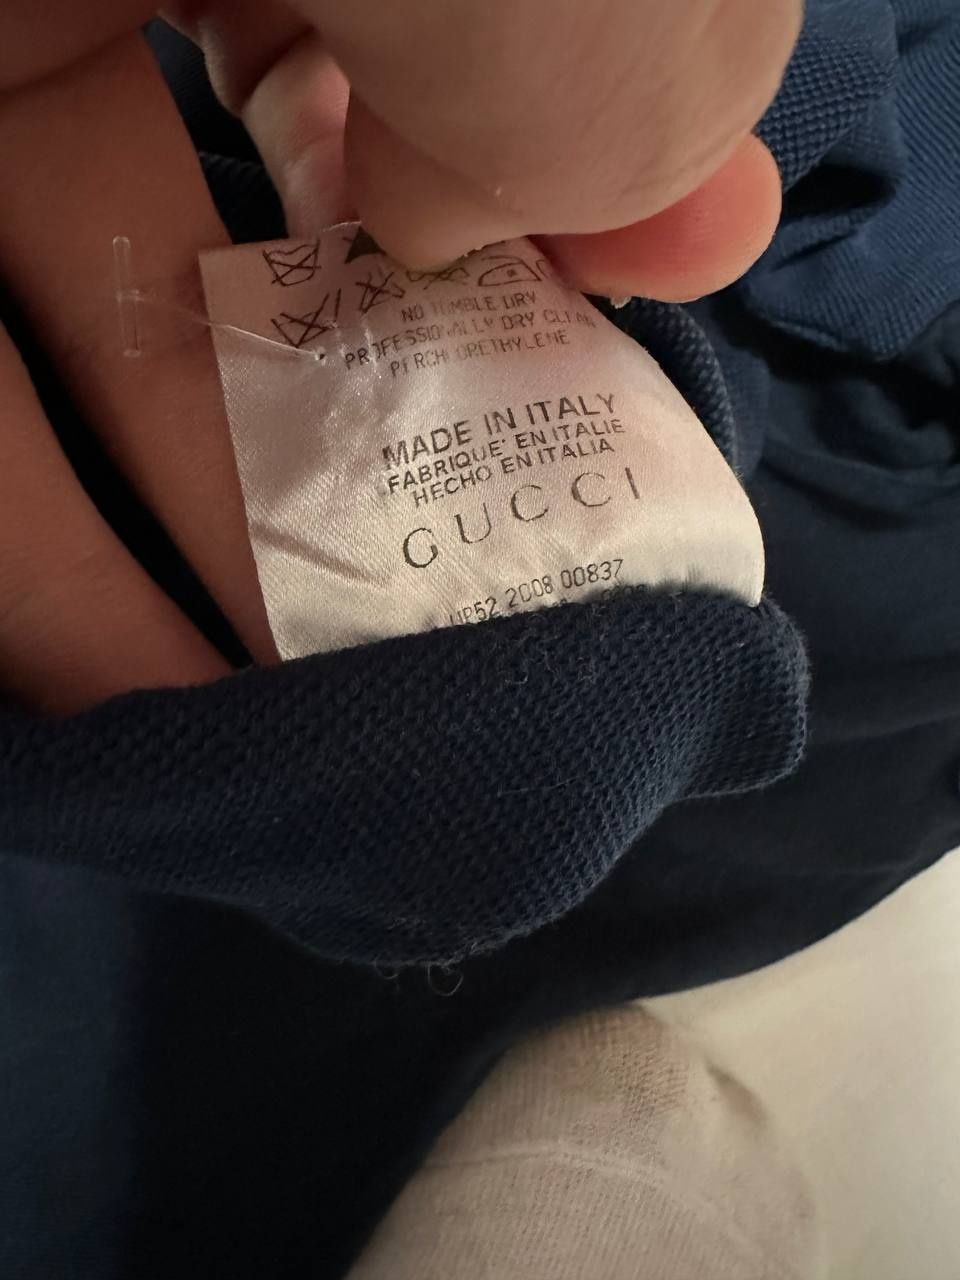 NO TUMBLE DRY
PROFESSIONALLY DRY CLEAN
PERCHLORETHYLENE
MADE IN ITALY
FABRIQUE' EN ITALIE
HECHO EN ITALIA
GUCCI
2008 00837